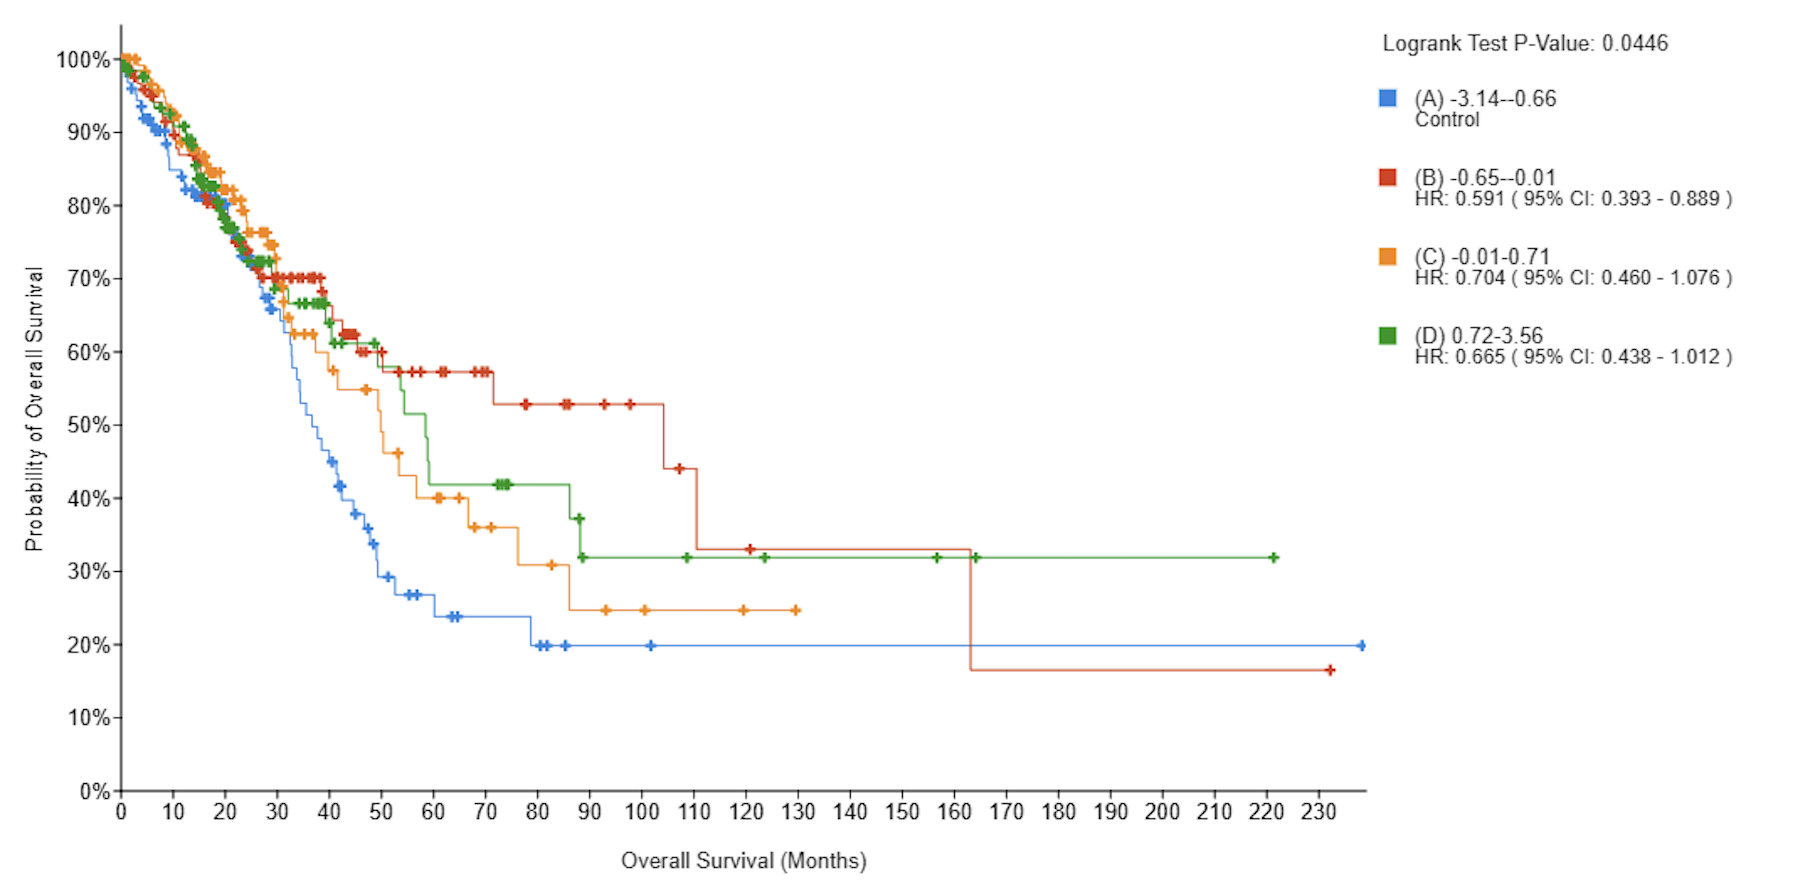 Logrank Test P-Value: 0.0446
(A) -3.14--0.66
Control
(B) -0.65--0.01
HR: 0.591 ( 95% CI: 0.393 - 0.889 )
(C) -0.01-0.71
HR: 0.704 ( 95% CI: 0.460 - 1.076 )
(D) 0.72-3.56
HR: 0.665 ( 95% CI: 0.438 - 1.012 )
Probability of Overall Survival
100%
90%
80%
70%
60%
50%
40%
30%
20%
10%
0%
0 10 20 30 40 50 60 70 80 90 100 110 120 130 140 150 160 170 180 190 200 210 220 230
Overall Survival (Months)